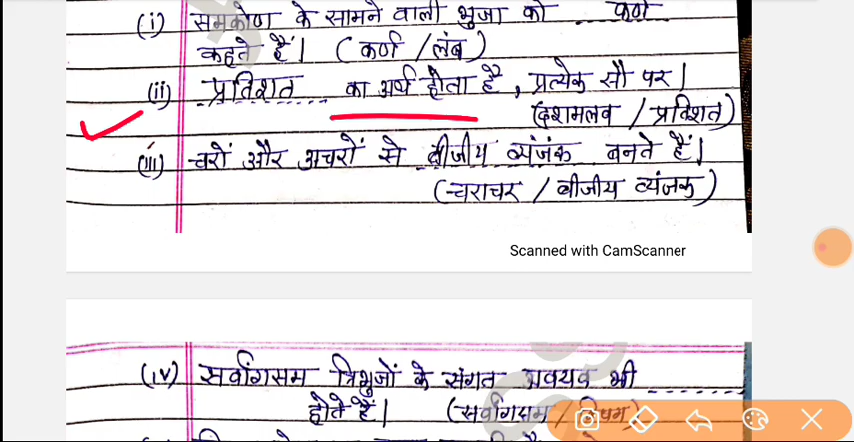 (i) समकोण के सामने वाली भुजा को कर्ण
कहते हैं। (कर्ण / लंब)
(ii) प्रतिशत का अर्थ होता है, प्रत्येक सौ पर।
(दशमलव / प्रतिशत)
(iii) चरों और अचरों से बीजीय व्यंजंक बनते हैं।
(चराचर / बीजीय व्यंजक)
Scanned with CamScanner
(iv) सर्वांगसम त्रिभुजों के संगत अवयव भी
होते हैं। (सर्वांगसम / विषम)